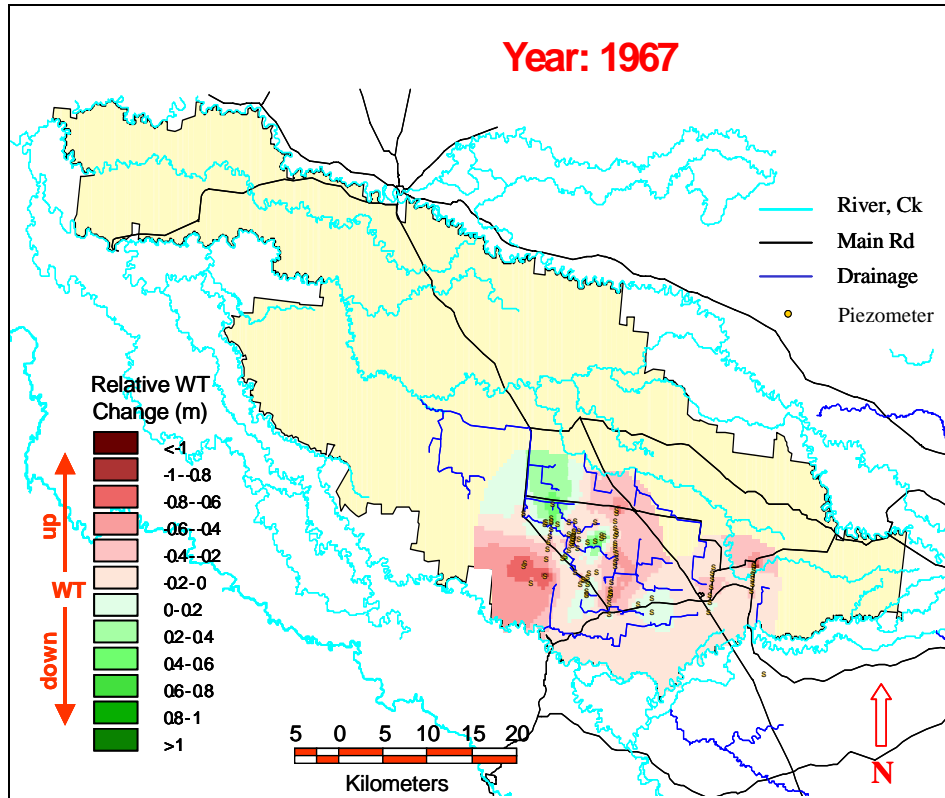 Year: 1967
River, Ck
Main Rd
Drainage
Piezometer
Relative WT
Change (m)
<-1
-1--0.8
-0.8--0.6
-0.6--0.4
-0.4--0.2
-0.2-0
0-0.2
0.2-0.4
0.4-0.6
0.6-0.8
0.8-1
>1
up
WT
down
5 0 5 10 15 20
Kilometers
N